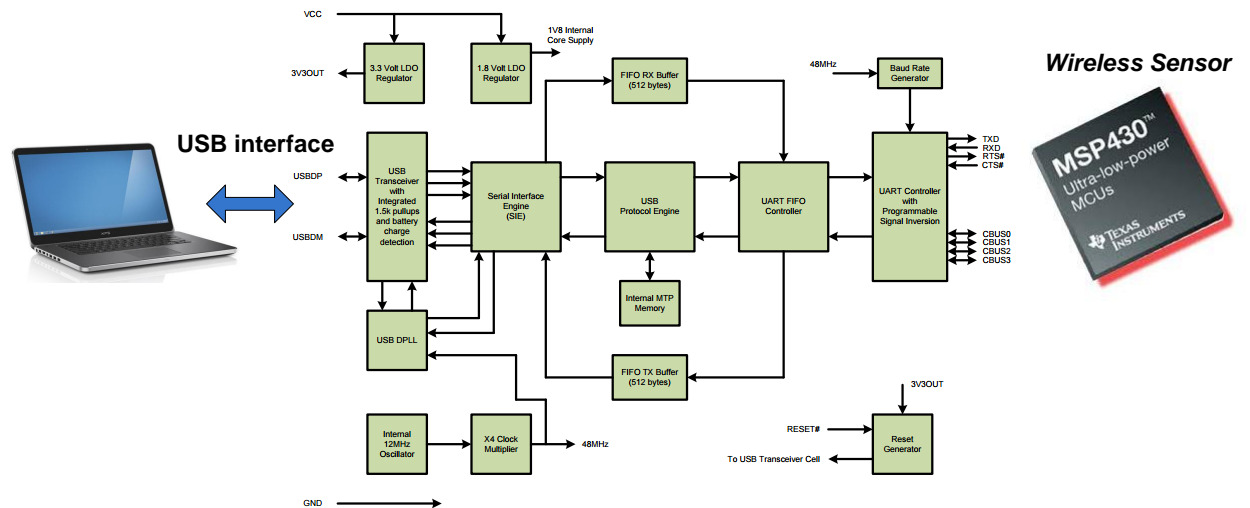 VCC
1V8 Internal
Core Supply
3.3 Volt LDO
Regulator
1.8 Volt LDO
Regulator
3V3OUT
FIFO RX Buffer
(512 bytes)
48MHz
Baud Rate
Generator
Wireless Sensor
USB interface
USBDP
USBDM
USB
Transceiver
with
Integrated
1.5k pullups
and battery
charge
detection
Serial Interface
Engine
(SIE)
USB
Protocol Engine
UART FIFO
Controller
UART Controller
with
Programmable
Signal Inversion
TXD
RXD
RTS#
CTS#
CBUS0
CBUS1
CBUS2
CBUS3
MSP430™
Ultra-low-power
MCUs
TEXAS
INSTRUMENTS
Internal MTP
Memory
USB DPLL
FIFO TX Buffer
(512 bytes)
3V3OUT
Internal
12MHz
Oscillator
X4 Clock
Multiplier
48MHz
RESET#
Reset
Generator
To USB Transceiver Cell
GND